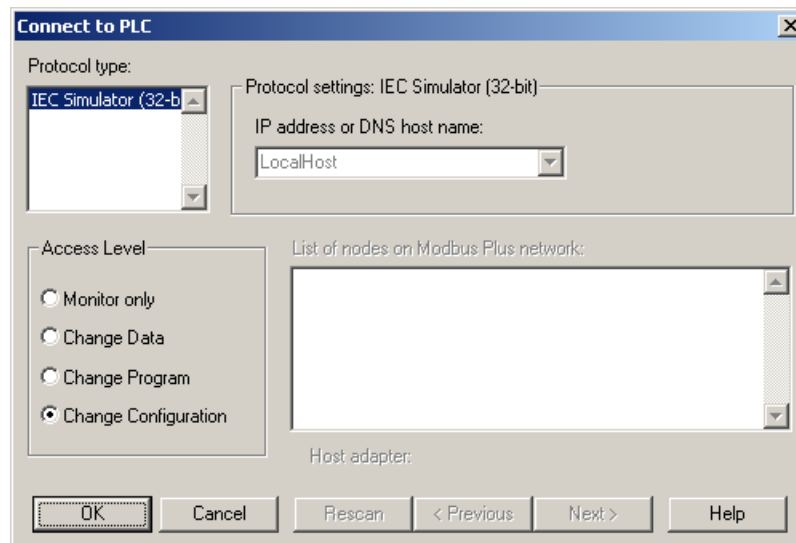 Connect to PLC
Protocol type:
IEC Simulator (32-b
Protocol settings: IEC Simulator (32-bit)
IP address or DNS host name:
LocalHost
Access Level
Monitor only
Change Data
Change Program
Change Configuration
List of nodes on Modbus Plus network:
Host adapter:
OK Cancel Rescan < Previous Next > Help